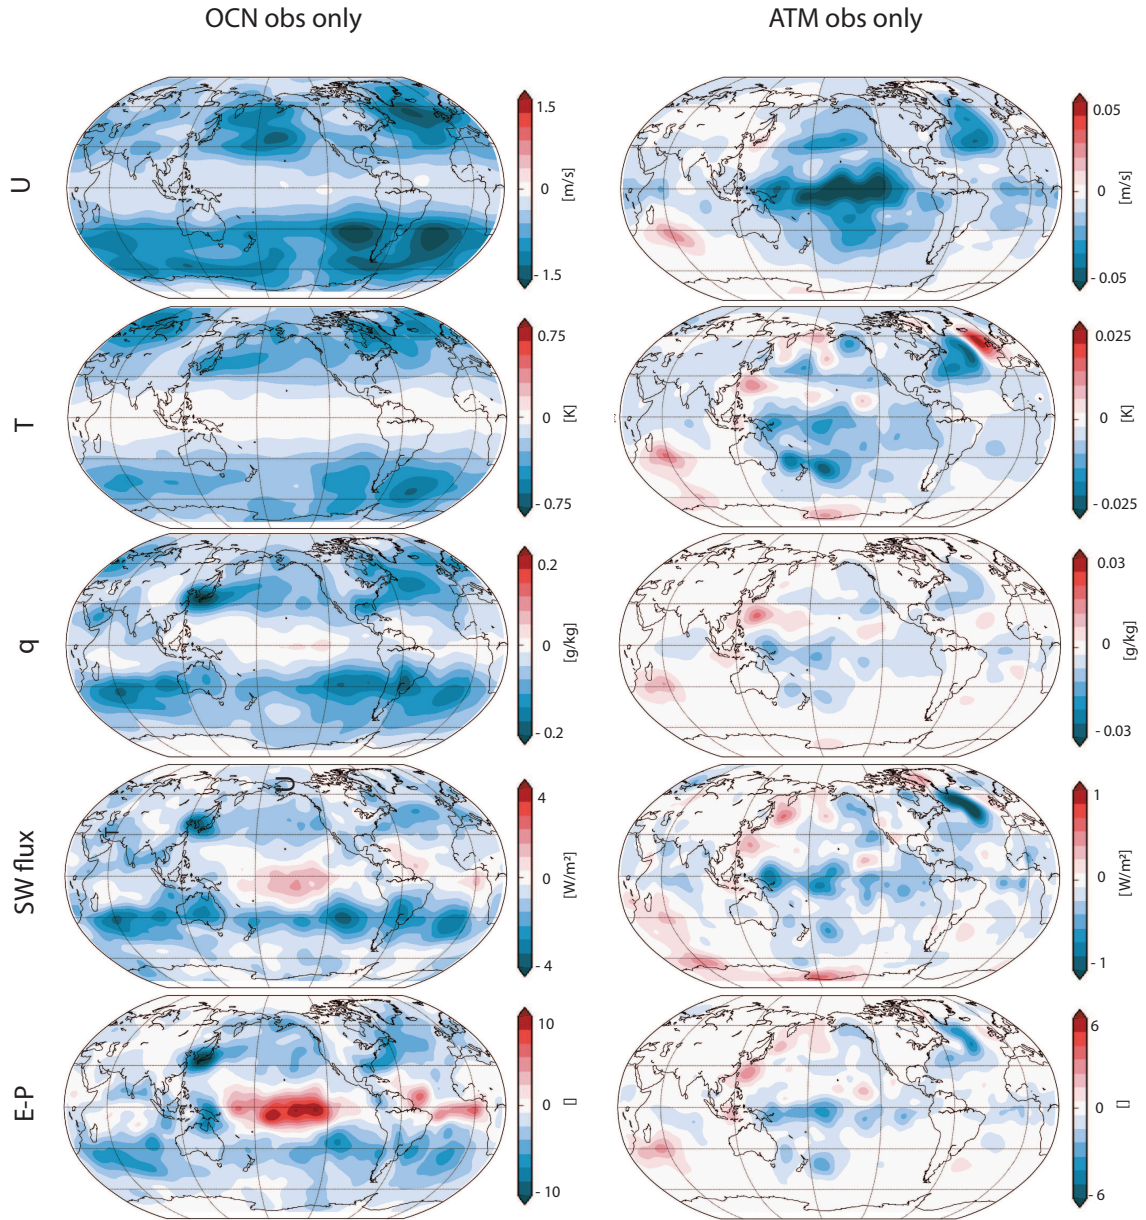 OCN obs only
ATM obs only
U
1.5
0
- 1.5
[m/s]
0.05
0
- 0.05
[m/s]
T
0.75
0
- 0.75
[K]
0.025
0
- 0.025
[K]
q
0.2
0
- 0.2
[g/kg]
0.03
0
- 0.03
[g/kg]
SW flux
U
T
4
0
- 4
[W/m²]
1
0
- 1
[W/m²]
E-P
10
0
- 10
[]
6
0
- 6
[]